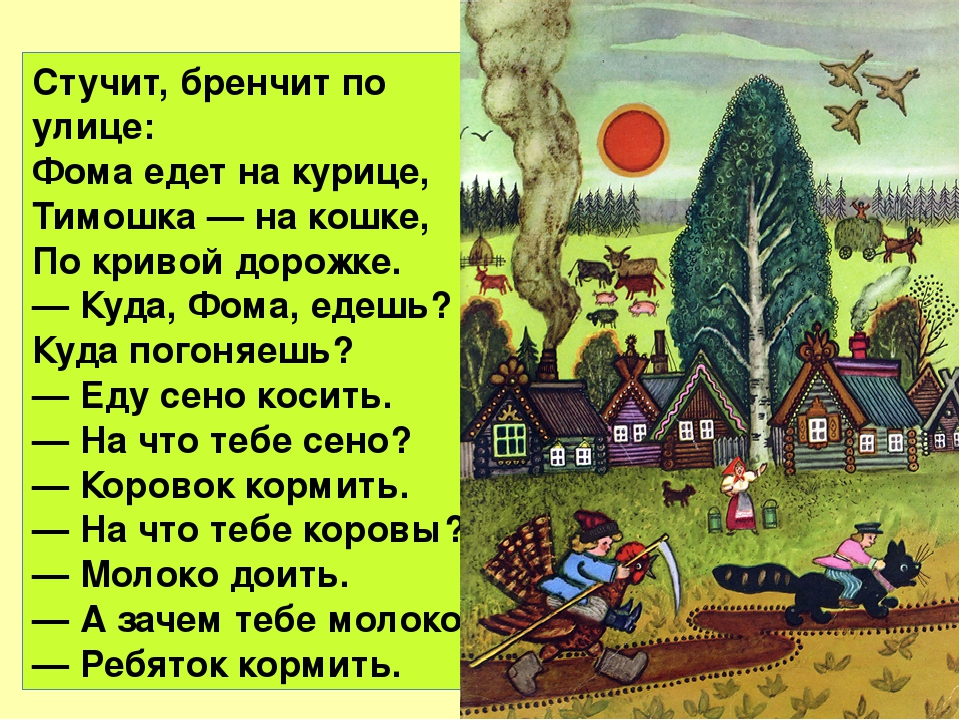 Стучит, бренчит по
улице:
Фома едет на курице,
Тимошка — на кошке,
По кривой дорожке.
— Куда, Фома, едешь?
Куда погоняешь?
— Еду сено косить.
— На что тебе сено?
— Коровок кормить.
— На что тебе коровы?
— Молоко доить.
— А зачем тебе молоко
— Ребяток кормить.